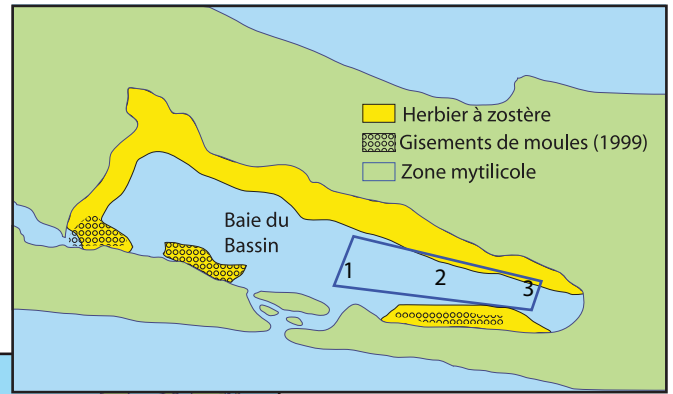 Herbier à zostère
Gisements de moules (1999)
Zone mytilicole
Baie du
Bassin
1
2
3